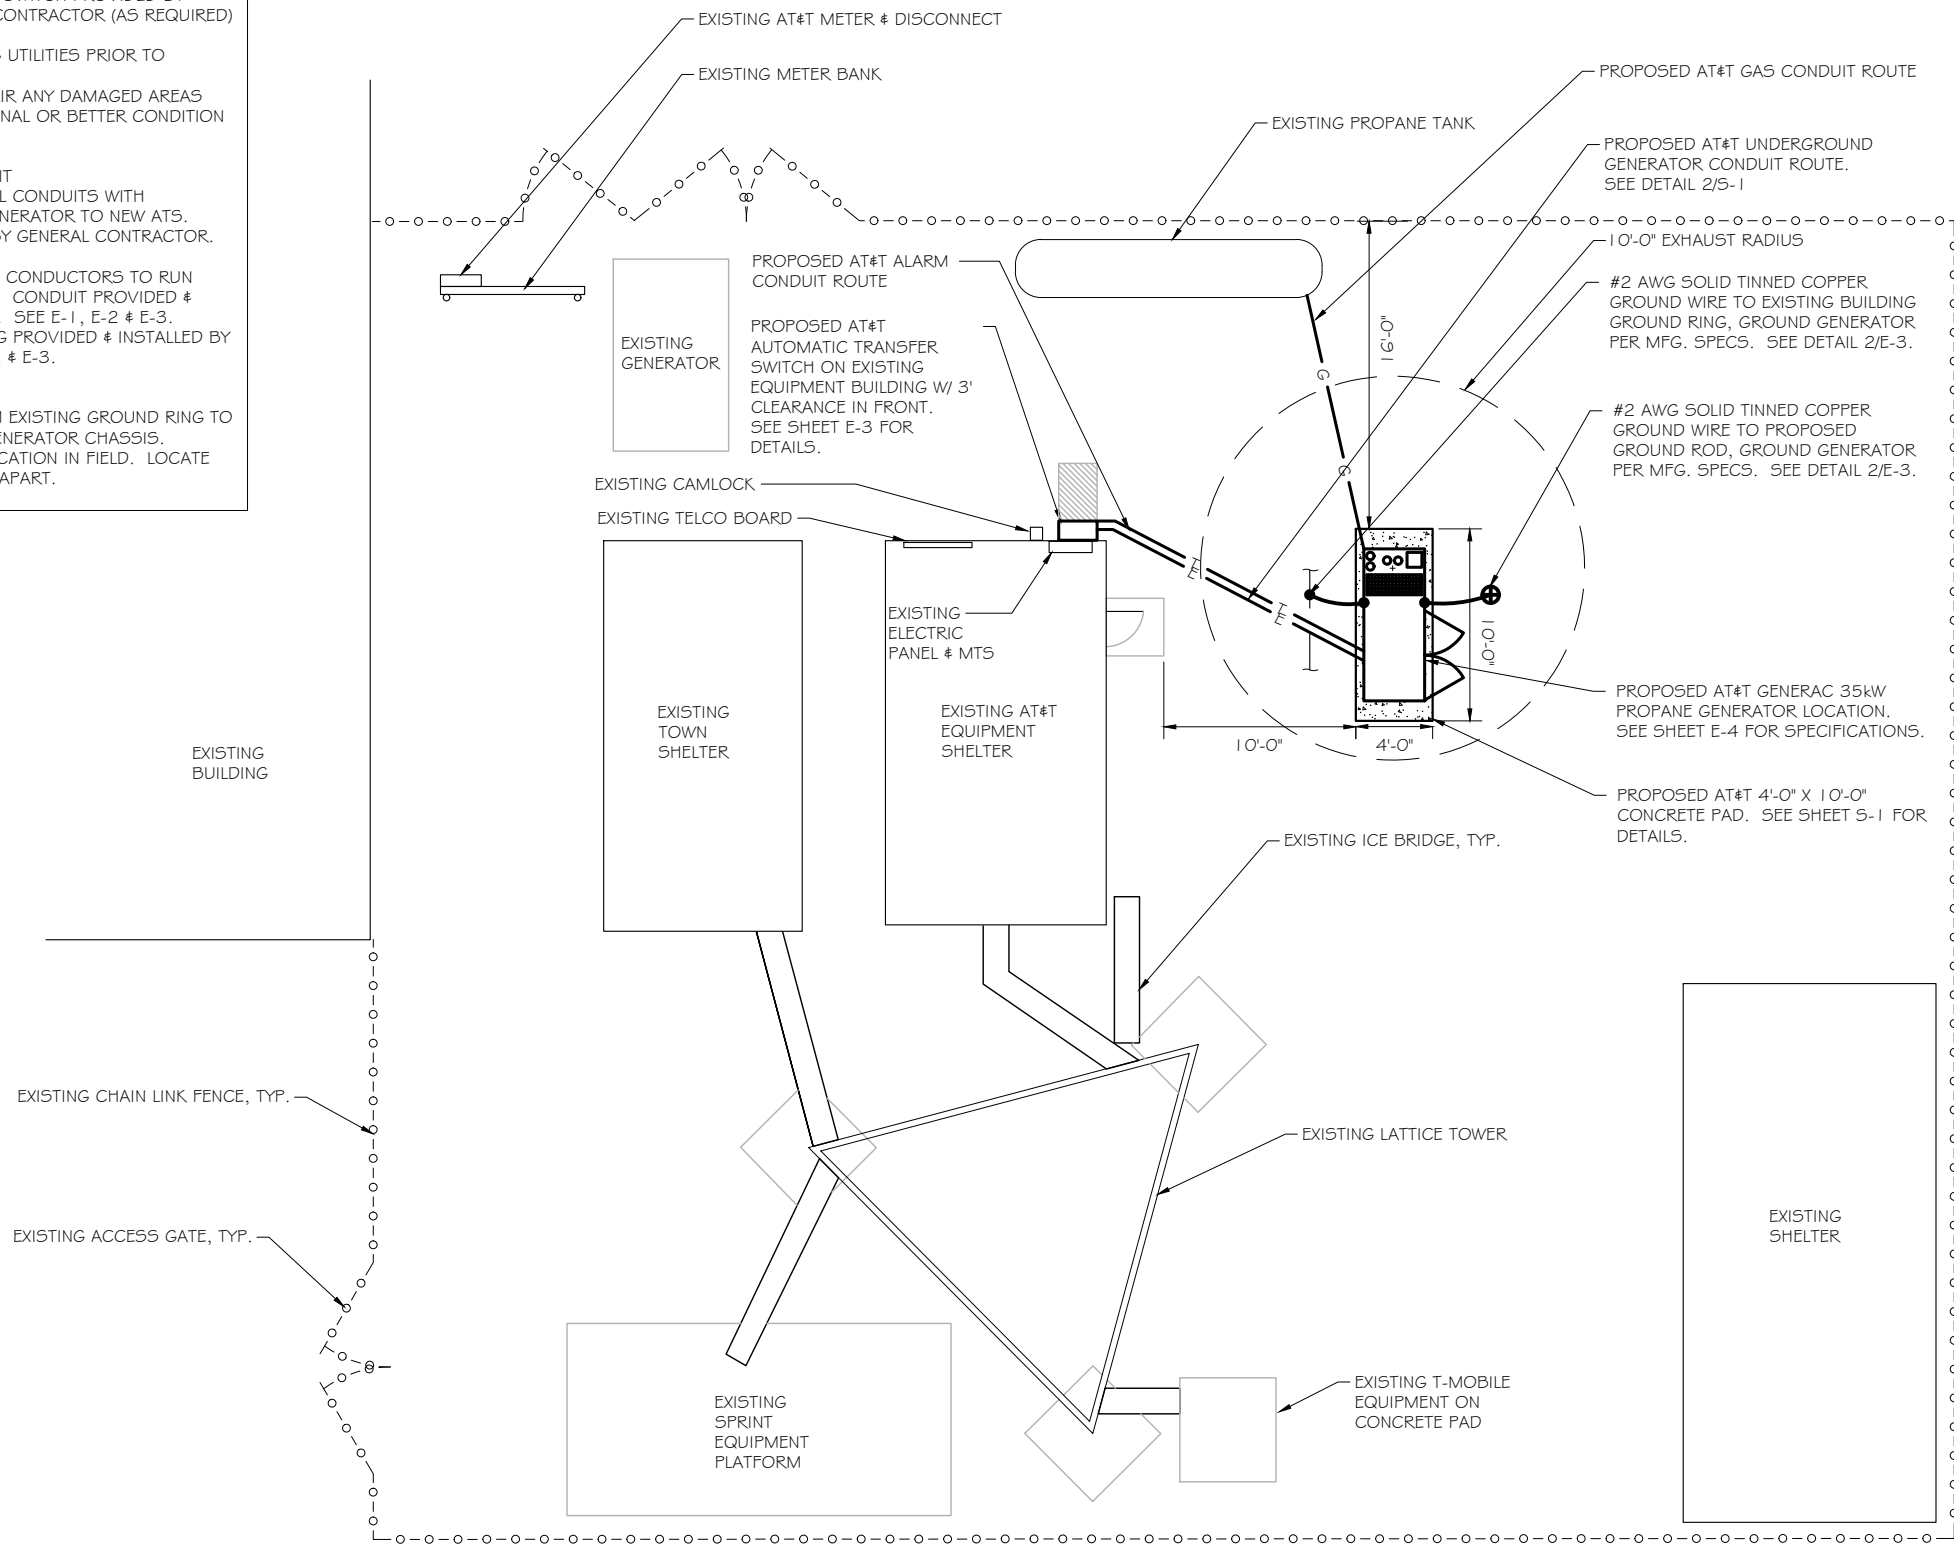 CONTRACTOR (AS REQUIRED)
UTILITIES PRIOR TO
ANY DAMAGED AREAS
OR BETTER CONDITION
CONDUITS WITH
TO NEW ATS.
BY GENERAL CONTRACTOR.
CONDUCTORS TO RUN
CONDUIT PROVIDED &
SEE E-1, E-2 & E-3.
PROVIDED & INSTALLED BY
& E-3.
EXISTING GROUND RING TO
CHASSIS.
IN FIELD. LOCATE
APART.
EXISTING AT&T METER & DISCONNECT
EXISTING METER BANK
EXISTING PROPANE TANK
PROPOSED AT&T GAS CONDUIT ROUTE
PROPOSED AT&T UNDERGROUND
GENERATOR CONDUIT ROUTE.
SEE DETAIL 2/S-1
10'-0" EXHAUST RADIUS
#2 AWG SOLID TINNED COPPER
GROUND WIRE TO EXISTING BUILDING
GROUND RING, GROUND GENERATOR
PER MFG. SPECS. SEE DETAIL 2/E-3.
#2 AWG SOLID TINNED COPPER
GROUND WIRE TO PROPOSED
GROUND ROD, GROUND GENERATOR
PER MFG. SPECS. SEE DETAIL 2/E-3.
EXISTING
GENERATOR
PROPOSED AT&T ALARM
CONDUIT ROUTE
PROPOSED AT&T
AUTOMATIC TRANSFER
SWITCH ON EXISTING
EQUIPMENT BUILDING W/ 3'
CLEARANCE IN FRONT.
SEE SHEET E-3 FOR
DETAILS.
EXISTING CAMLOCK
EXISTING TELCO BOARD
16'-0"
G
G
T
E
T
E
10'-0"
EXISTING
ELECTRIC
PANEL & MTS
EXISTING
TOWN
SHELTER
EXISTING AT&T
EQUIPMENT
SHELTER
10'-0"
4'-0"
PROPOSED AT&T GENERAC 35kW
PROPANE GENERATOR LOCATION.
SEE SHEET E-4 FOR SPECIFICATIONS.
PROPOSED AT&T 4'-0" X 10'-0"
CONCRETE PAD. SEE SHEET S-1 FOR
DETAILS.
EXISTING
BUILDING
EXISTING ICE BRIDGE, TYP.
EXISTING CHAIN LINK FENCE, TYP.
EXISTING LATTICE TOWER
EXISTING ACCESS GATE, TYP.
EXISTING
SHELTER
EXISTING
SPRINT
EQUIPMENT
PLATFORM
EXISTING T-MOBILE
EQUIPMENT ON
CONCRETE PAD